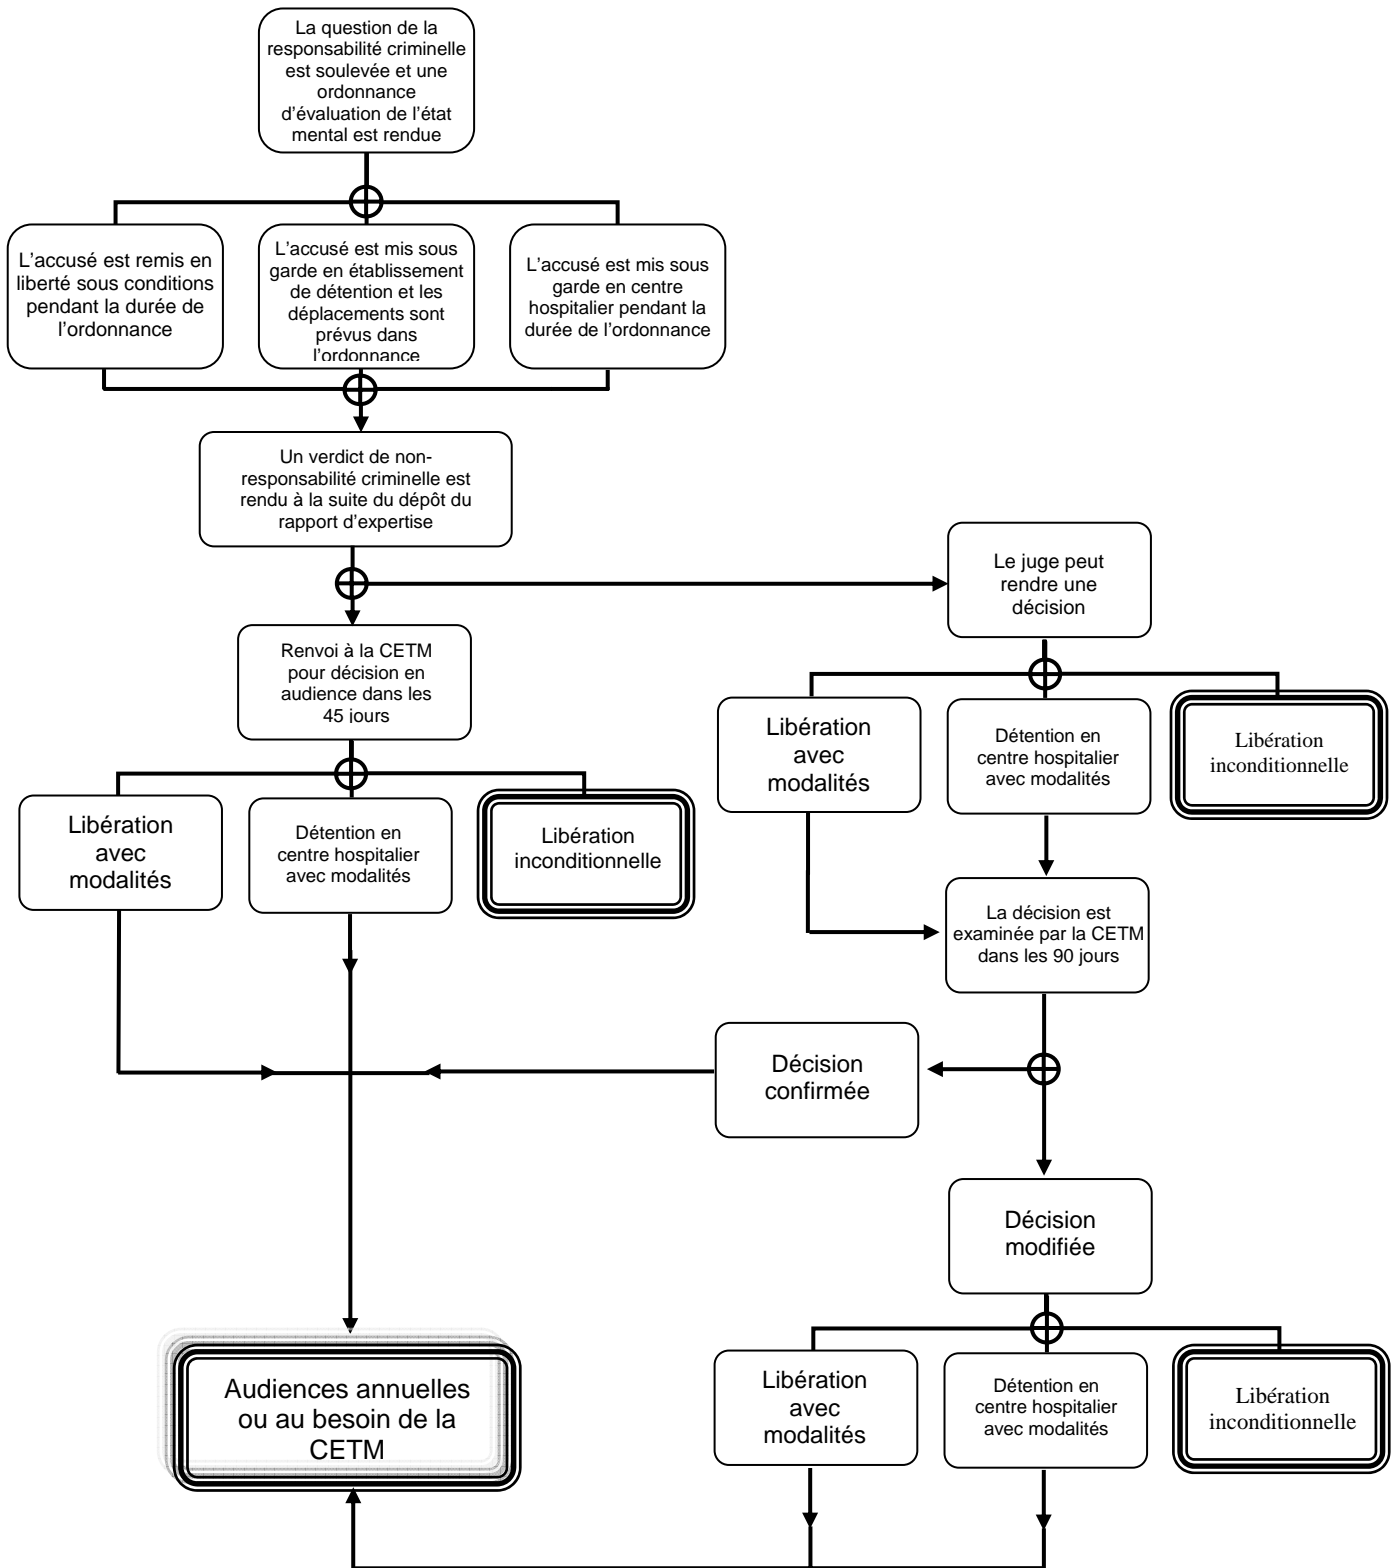 La question de la
responsabilité criminelle
est soulevée et une
ordonnance
d’évaluation de l’état
mental est rendue
L’accusé est remis en
liberté sous conditions
pendant la durée de
l’ordonnance
L’accusé est mis sous
garde en établissement
de détention et les
déplacements sont
prévus dans
l’ordonnance
L’accusé est mis sous
garde en centre
hospitalier pendant la
durée de l’ordonnance
Un verdict de non-
responsabilité criminelle est
rendu à la suite du dépôt du
rapport d’expertise
Le juge peut
rendre une
décision
Renvoi à la CETM
pour décision en
audience dans les
45 jours
Libération
avec
modalités
Détention en
centre hospitalier
avec modalités
Libération
inconditionnelle
Libération
avec
modalités
Détention en
centre hospitalier
avec modalités
Libération
inconditionnelle
La décision est
examinée par la CETM
dans les 90 jours
Décision
confirmée
Décision
modifiée
Libération
avec
modalités
Détention en
centre hospitalier
avec modalités
Libération
inconditionnelle
Audiences annuelles
ou au besoin de la
CETM